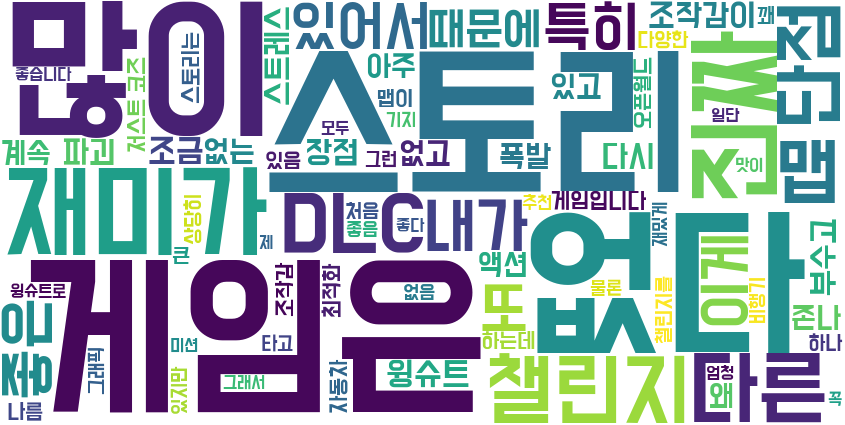 많이
있어서
때문에
특히
조작감이
꽤
다양한
단점
좋습니다
스토리는
스트레스
아주
스토리
있고
오픈월드
진짜
저스트 코즈
맵이
기지
모두
일단
맵
계속 파괴
조금
없는
있음
장점
그런
없고
폭발
다시
맛이
재미가
상당히
제
큰
DLC
처음
좋음
좋다
내가
추천
게임입니다
재밌게
없다
이게
부수고
게임은
윙슈트로
조작감
최적화
없음
액션
또
물론
챌린지를
비행기
좋은
그래픽
미션
타고
하는데
존나
하나
있지만
그래서
자동차
윙슈트
챌린지
다른
엄청
왜
꼭
나름